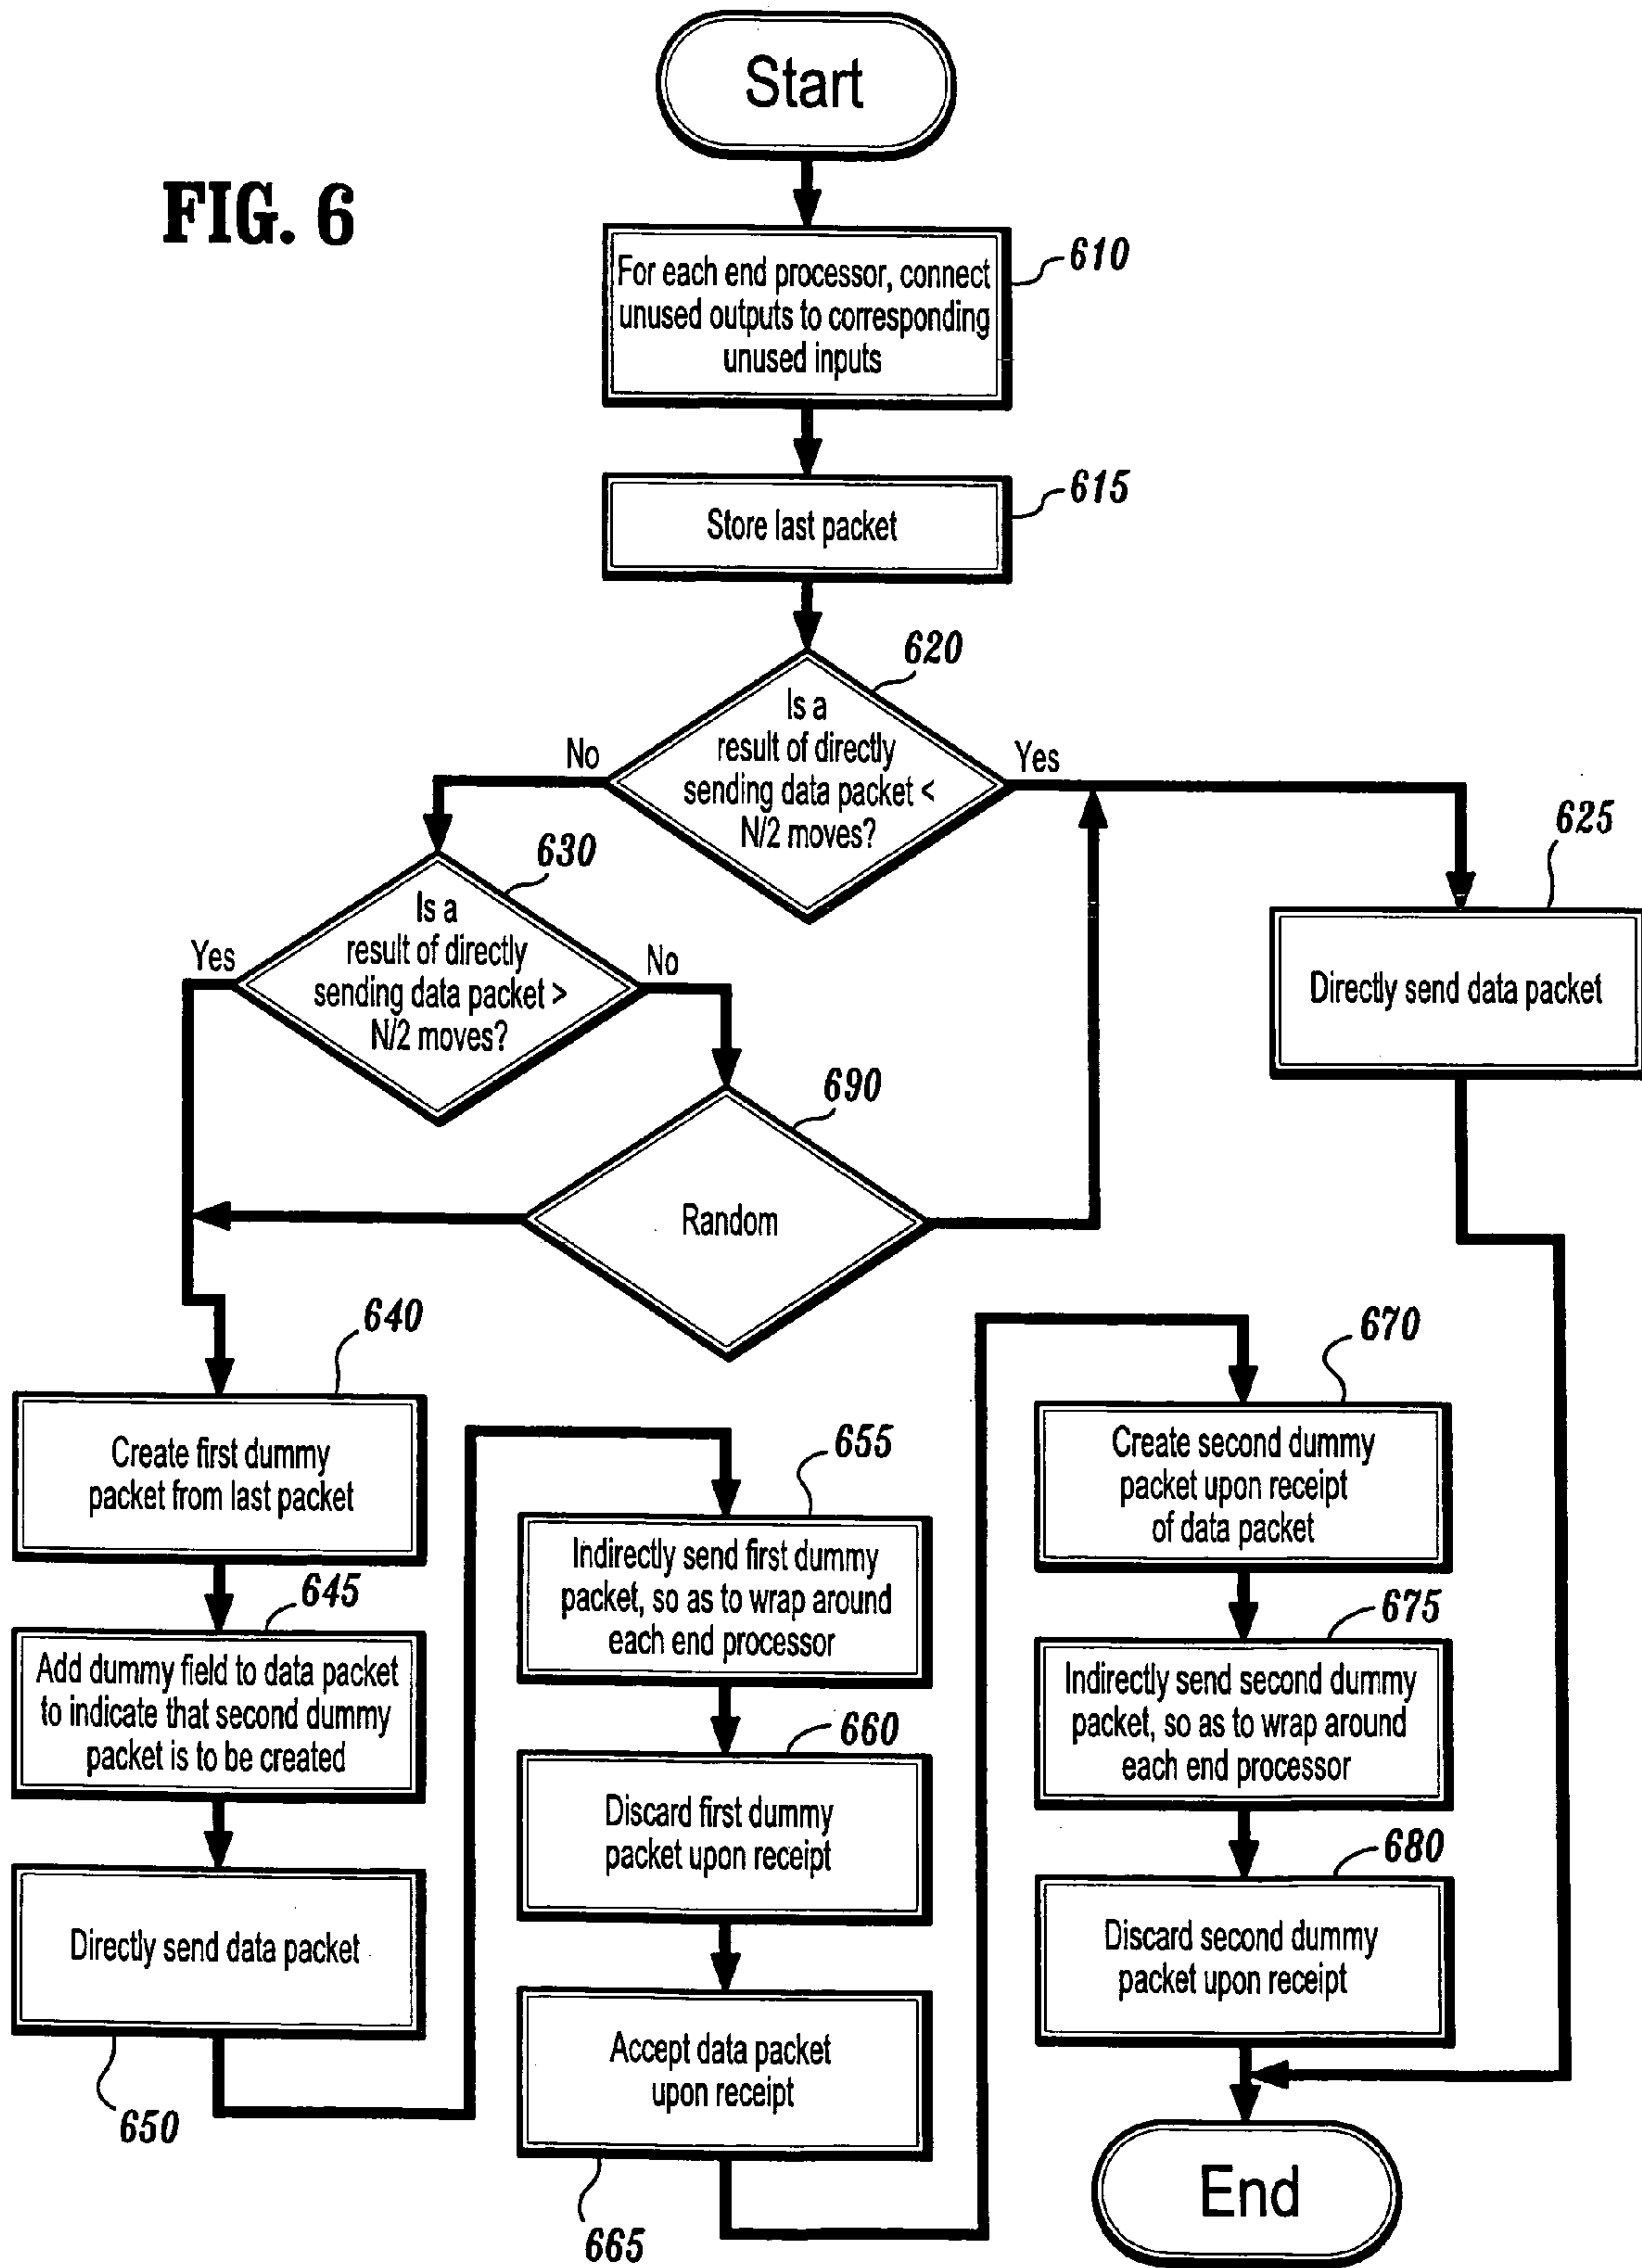 Start
FIG. 6
610
For each end processor, connect
unused outputs to corresponding
unused inputs
615
Store last packet
620
Is a
result of directly
sending data packet <
N/2 moves?
No
Yes
625
Directly send data packet
630
Is a
result of directly
sending data packet >
N/2 moves?
Yes
No
690
Random
640
Create first dummy
packet from last packet
645
Add dummy field to data packet
to indicate that second dummy
packet is to be created
Directly send data packet
650
655
Indirectly send first dummy
packet, so as to wrap around
each end processor
660
Discard first dummy
packet upon receipt
Accept data packet
upon receipt
665
670
Create second dummy
packet upon receipt
of data packet
675
Indirectly send second dummy
packet, so as to wrap around
each end processor
680
Discard second dummy
packet upon receipt
End